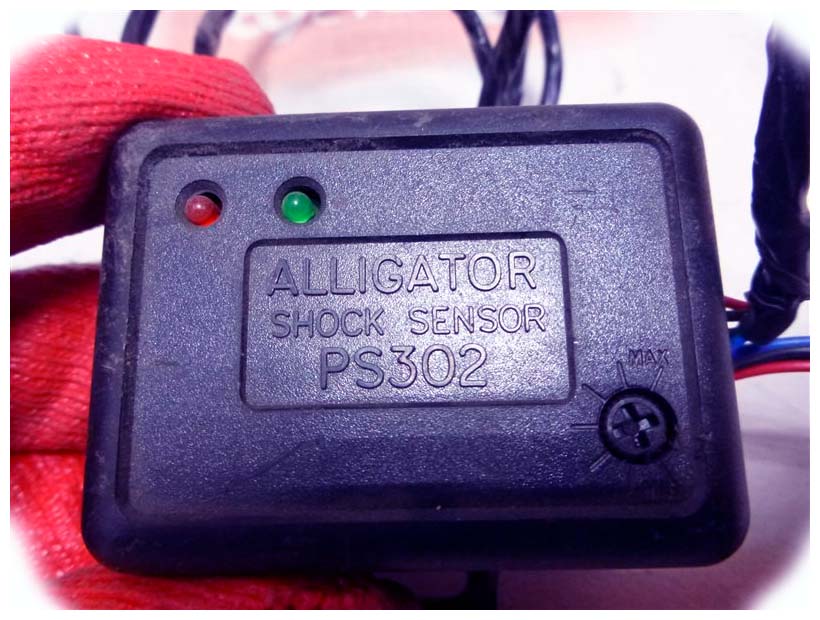 ALLIGATOR
SHOCK SENSOR
PS302
MAX